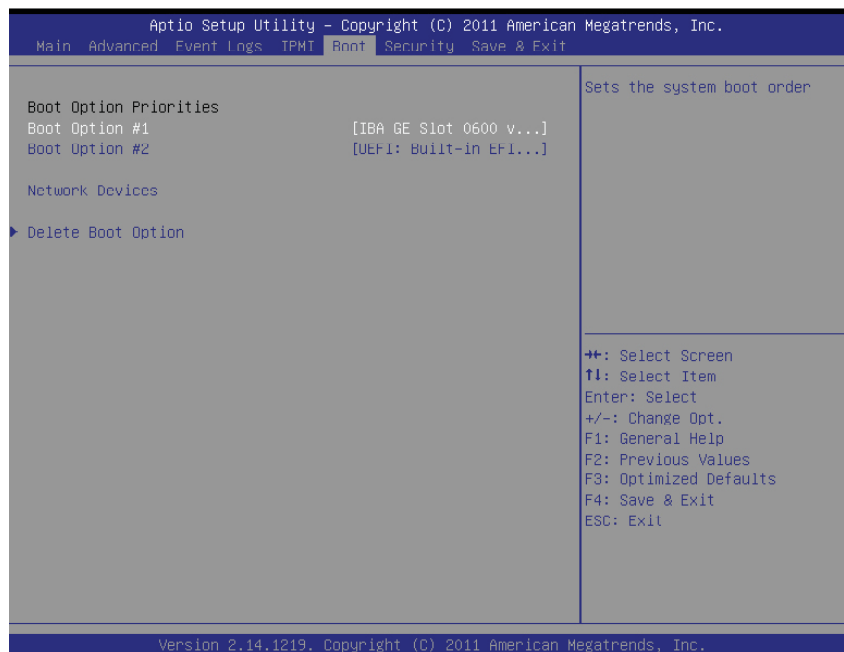 Aptio Setup Utility – Copyright (C) 2011 American Megatrends, Inc.
Main Advanced Event Logs IPMI Boot Security Save & Exit
Boot Option Priorities
Boot Option #1 [IBA GE Slot 0600 v...]
Boot Option #2 [UEFI: Built-in EFI...]
Network Devices
Delete Boot Option
Sets the system boot order
→←: Select Screen
↑↓: Select Item
Enter: Select
+/-: Change Opt.
F1: General Help
F2: Previous Values
F3: Optimized Defaults
F4: Save & Exit
ESC: Exit
Version 2.14.1219. Copyright (C) 2011 American Megatrends, Inc.